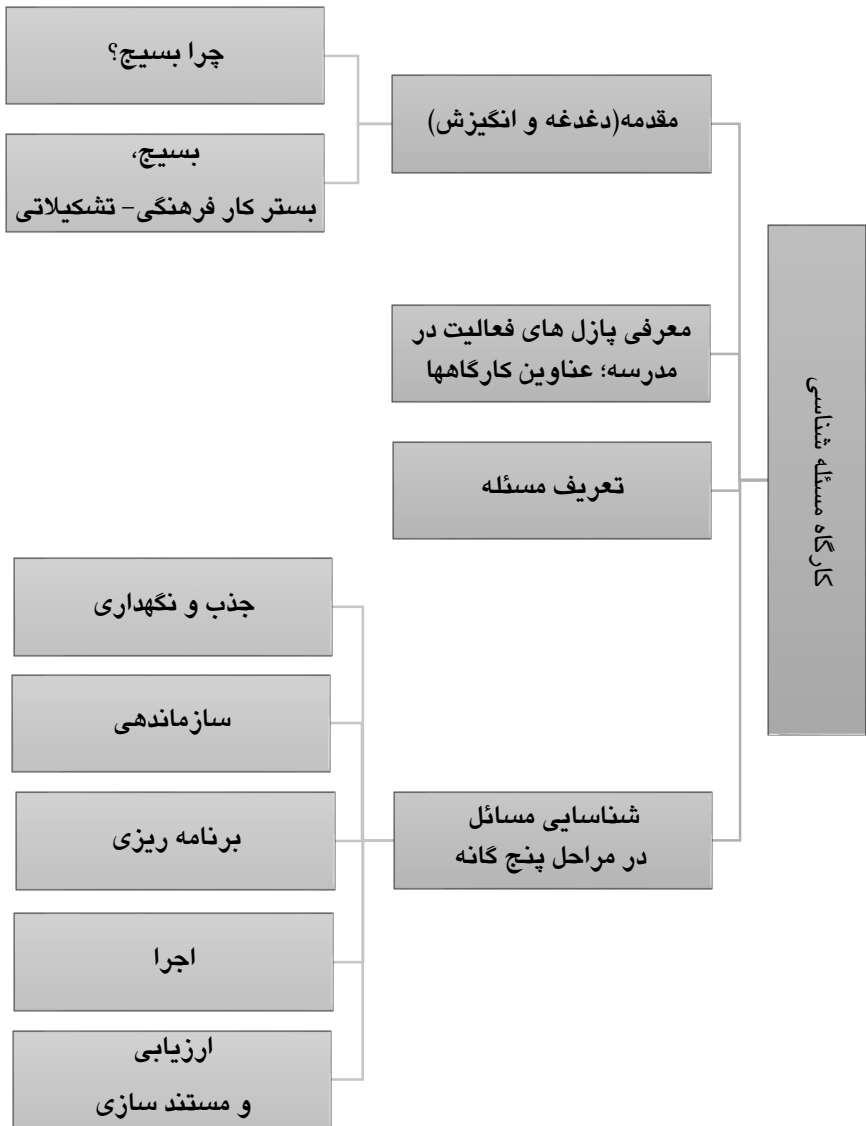 کارگاه مسئله شناسی
مقدمه(دغدغه و انگیزش)
چرا بسیج؟
بسیج،
بستر کار فرهنگی- تشکیلاتی
معرفی پازل های فعالیت در
مدرسه؛ عناوین کارگاهها
تعریف مسئله
شناسایی مسائل
در مراحل پنج گانه
جذب و نگهداری
سازماندهی
برنامه ریزی
اجرا
ارزیابی
و مستند سازی